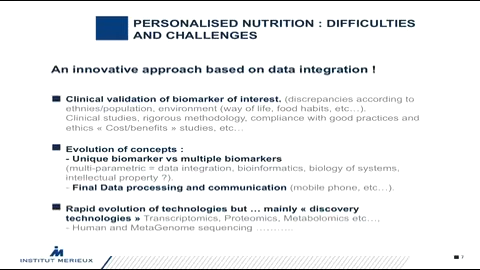 PERSONALISED NUTRITION : DIFFICULTIES
AND CHALLENGES
An innovative approach based on data integration !
Clinical validation of biomarker of interest. (discrepancies according to
ethnies/population, environment (way of life, food habits, etc…).
Clinical studies, rigorous methodology, compliance with good practices and
ethics « Cost/benefits » studies, etc…
Evolution of concepts :
- Unique biomarker vs multiple biomarkers
(multi-parametric = data integration, bioinformatics, biology of systems,
intellectual property ?).
- Final Data processing and communication (mobile phone, etc…).
Rapid evolution of technologies but … mainly « discovery
technologies » Transcriptomics, Proteomics, Metabolomics etc…,
- Human and MetaGenome sequencing ……….
INSTITUT MERIEUX
7